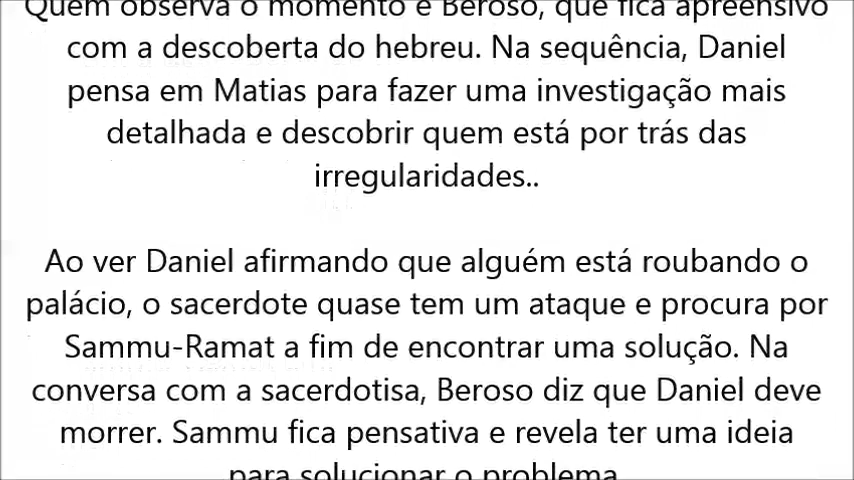 Quem observa o momento é Beroso, que fica apreensivo
com a descoberta do hebreu. Na sequência, Daniel
pensa em Matias para fazer uma investigação mais
detalhada e descobrir quem está por trás das
irregularidades..
Ao ver Daniel afirmando que alguém está roubando o
palácio, o sacerdote quase tem um ataque e procura por
Sammu-Ramat a fim de encontrar uma solução. Na
conversa com a sacerdotisa, Beroso diz que Daniel deve
morrer. Sammu fica pensativa e revela ter uma ideia
para solucionar o problema